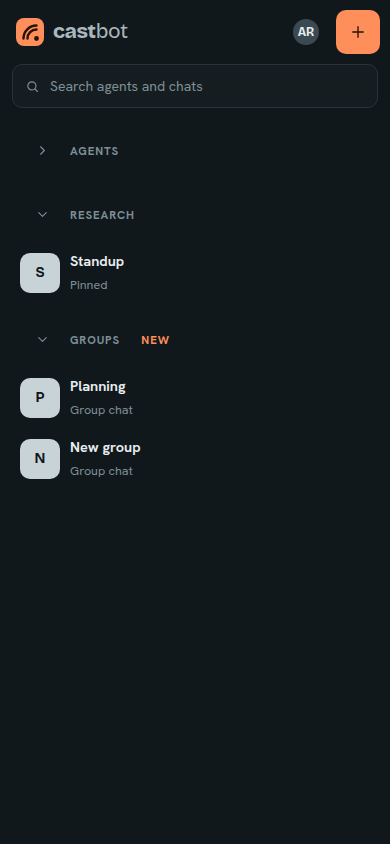 castbot AR +
Search agents and chats
AGENTS
RESEARCH
S Standup
Pinned
GROUPS NEW
P Planning
Group chat
N New group
Group chat